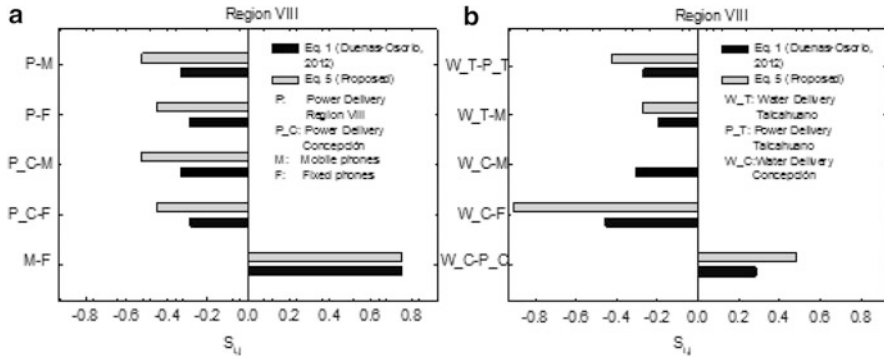 a
Region VIII
P-M
P-F
P_C-M
P_C-F
M-F
Eq. 1 (Duenas-Osorio,
2012)
Eq. 5 (Proposed)
P: Power Delivery
Region VIII
P_C: Power Delivery
Concepción
M: Mobile phones
F: Fixed phones
-0.8 -0.6 -0.4 -0.2 0.0 0.2 0.4 0.6 0.8
S_ij
b
Region VIII
W_T-P_T
W_T-M
W_C-M
W_C-F
W_C-P_C
Eq. 1 (Duenas-Osorio,
2012)
Eq. 5 (Proposed)
W_T: Water Delivery
Talcahuano
P_T: Power Delivery
Talcahuano
W_C: Water Delivery
Concepción
-0.8 -0.6 -0.4 -0.2 0.0 0.2 0.4 0.6 0.8
S_ij